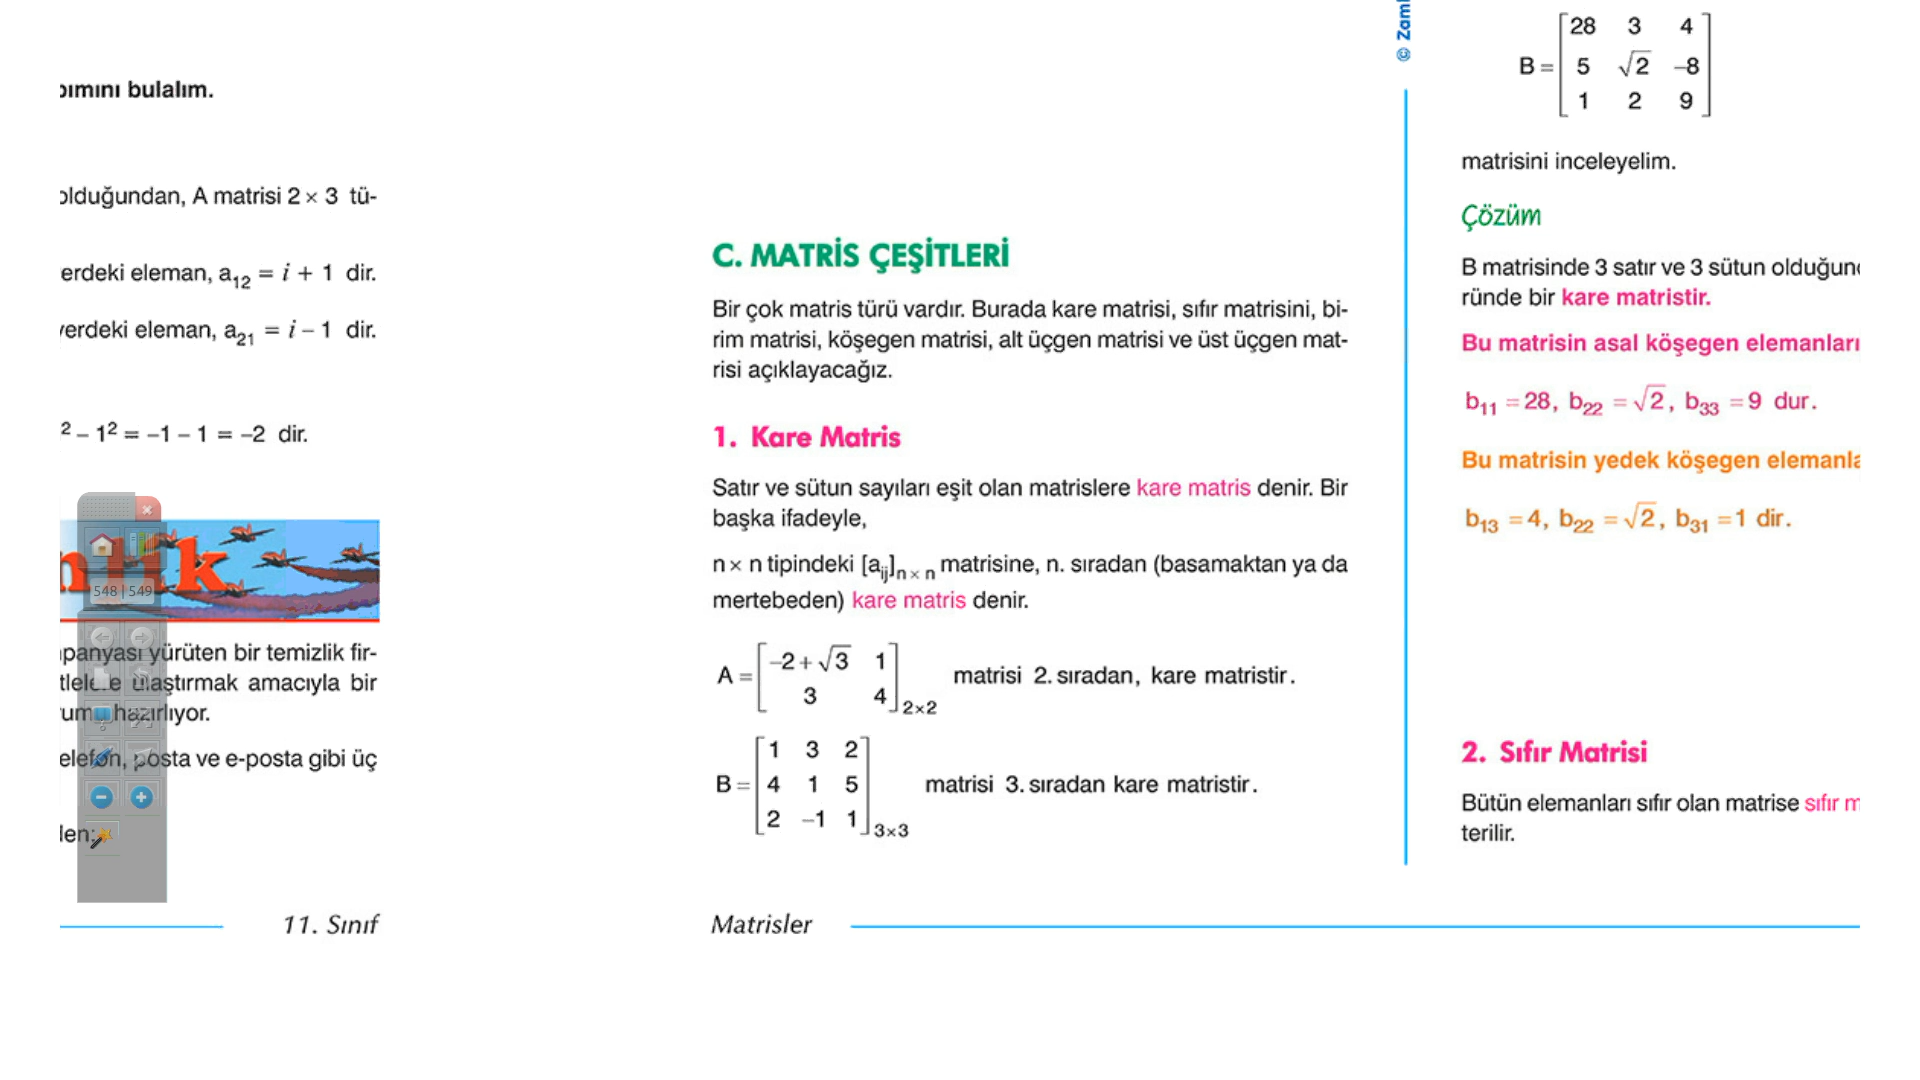 bulalım.
olduğundan, A matrisi 2 × 3 tü-
erdeki eleman, a₁₂ = i + 1 dir.
yerdeki eleman, a₂₁ = i – 1 dir.
² – 1² = –1 – 1 = –2 dir.
548 | 549
yürüten bir temizlik fir-
ulaştırmak amacıyla bir
hazırlıyor.
posta ve e-posta gibi üç
11. Sınıf
C. MATRİS ÇEŞİTLERİ
Bir çok matris türü vardır. Burada kare matrisi, sıfır matrisini, bi-
rim matrisi, köşegen matrisi, alt üçgen matrisi ve üst üçgen mat-
risi açıklayacağız.
1. Kare Matris
Satır ve sütun sayıları eşit olan matrislere kare matris denir. Bir
başka ifadeyle,
n × n tipindeki [aᵢⱼ]ₙ ₓ ₙ matrisine, n. sıradan (basamaktan ya da
mertebeden) kare matris denir.
–2 + √3 1
A = matrisi 2. sıradan, kare matristir.
3 4
2×2
1 3 2
B = 4 1 5 matrisi 3. sıradan kare matristir.
2 –1 1
3×3
Matrisler
© Zam
28 3 4
B = 5 √2 –8
1 2 9
matrisini inceleyelim.
Çözüm
B matrisinde 3 satır ve 3 sütun
ründe bir kare matristir.
Bu matrisin asal köşegen elemanları
b₁₁ = 28, b₂₂ = √2, b₃₃ = 9 dur.
Bu matrisin yedek köşegen
b₁₃ = 4, b₂₂ = √2, b₃₁ = 1 dir.
2. Sıfır Matrisi
Bütün elemanları sıfır olan matrise sıfır
terilir.